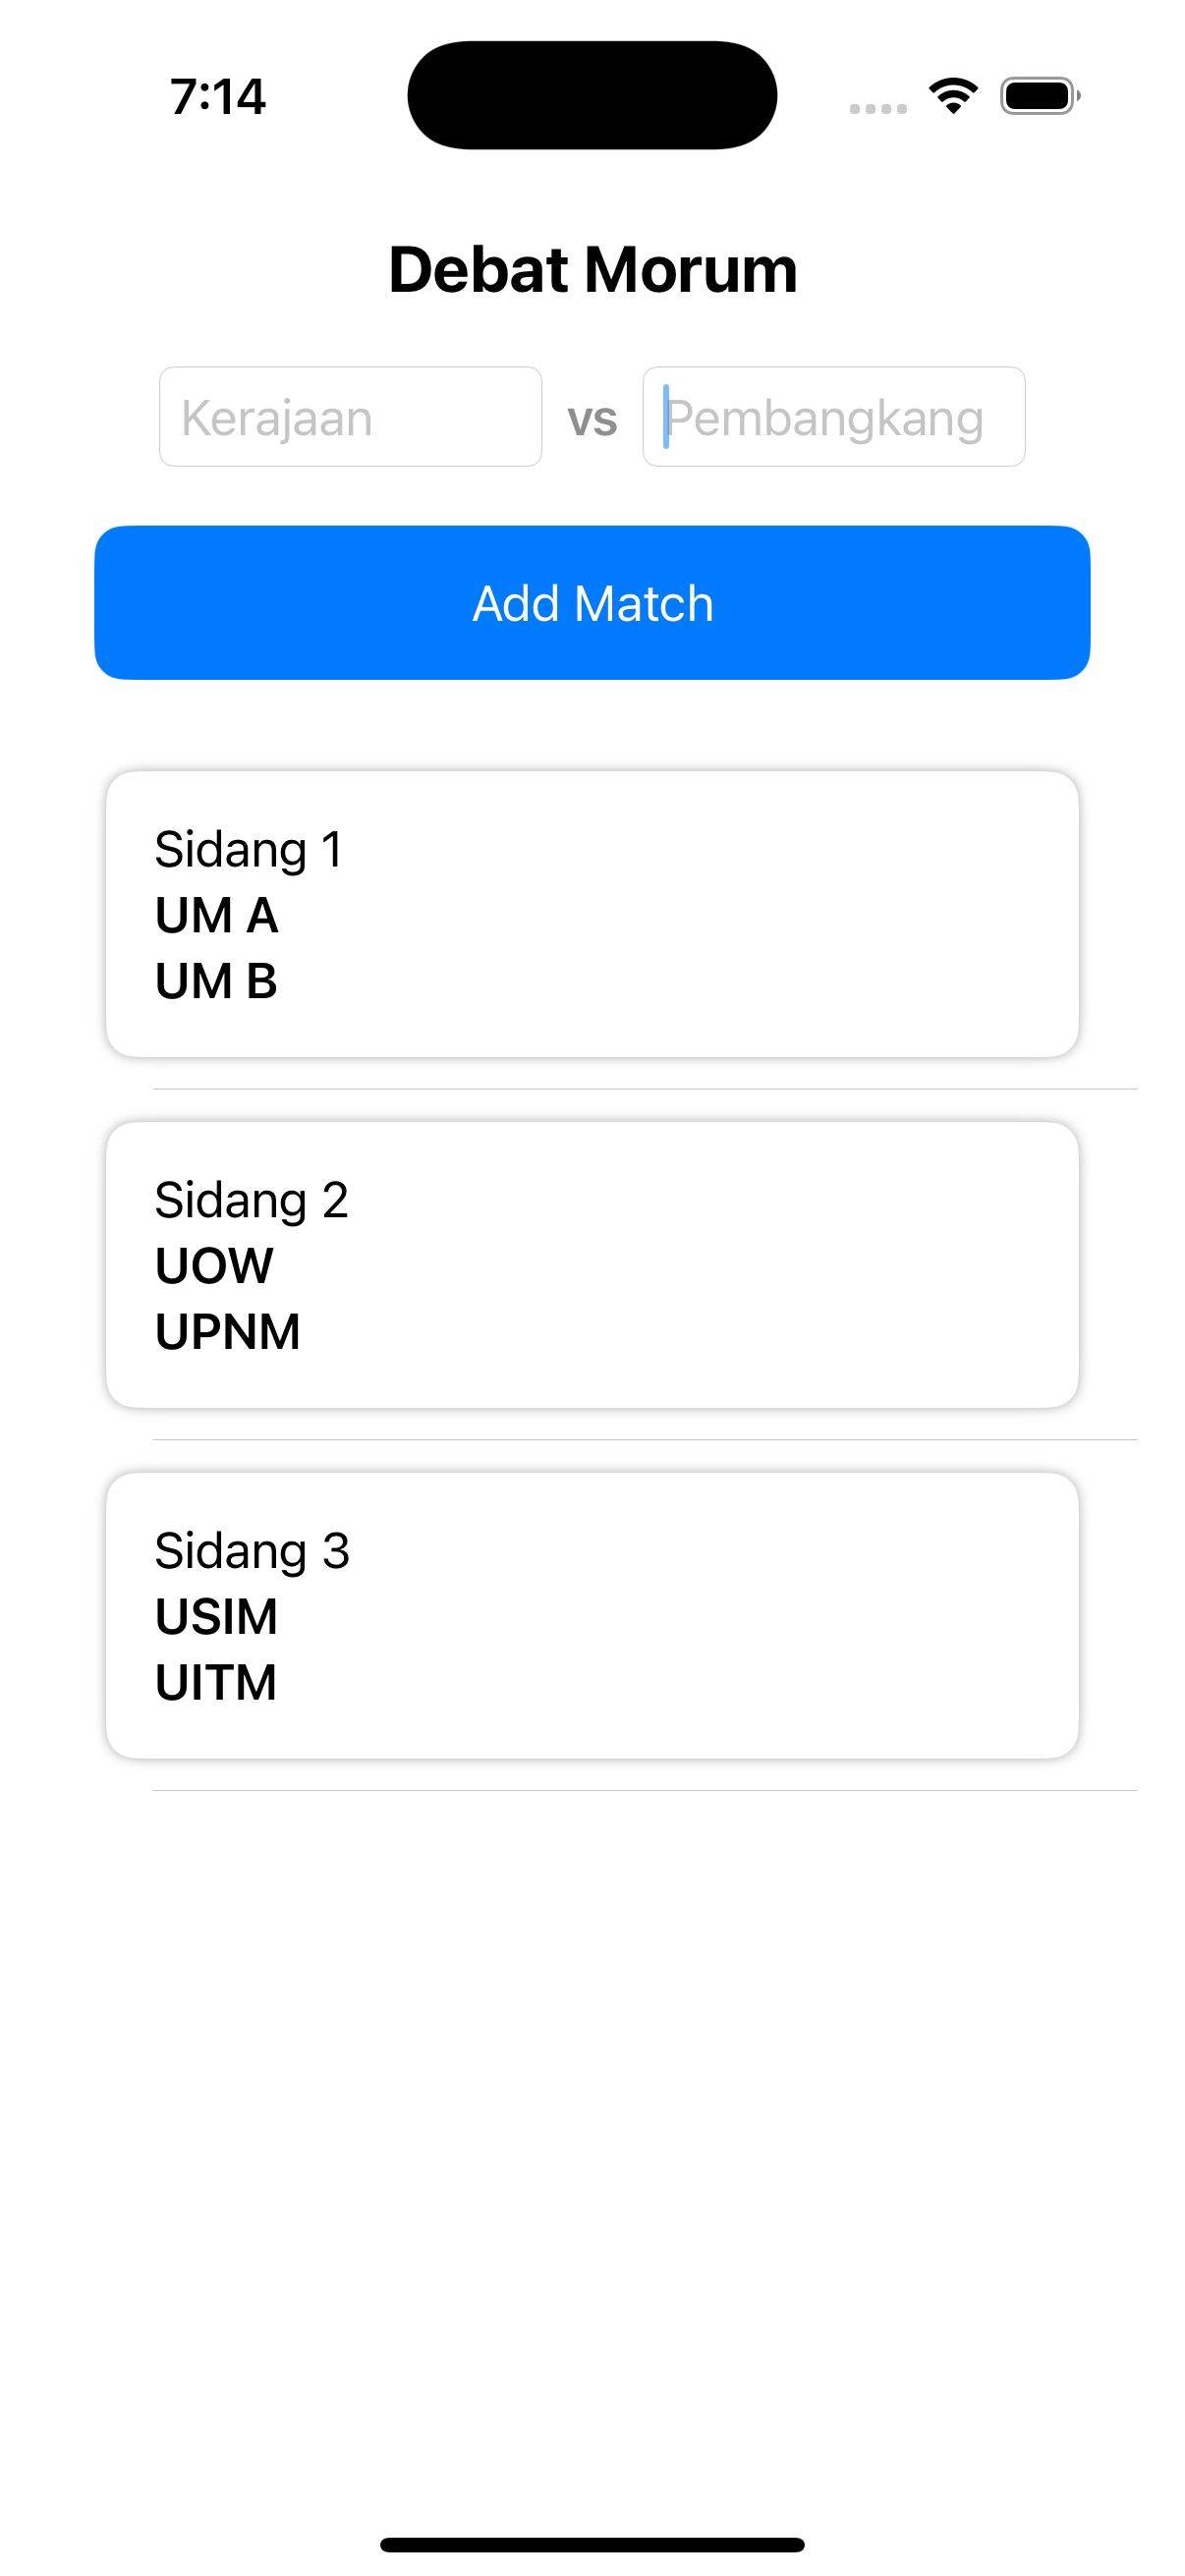 7:14
Debat Morum
Kerajaan vs Pembangkang
Add Match
Sidang 1
UM A
UM B
Sidang 2
UOW
UPNM
Sidang 3
USIM
UITM